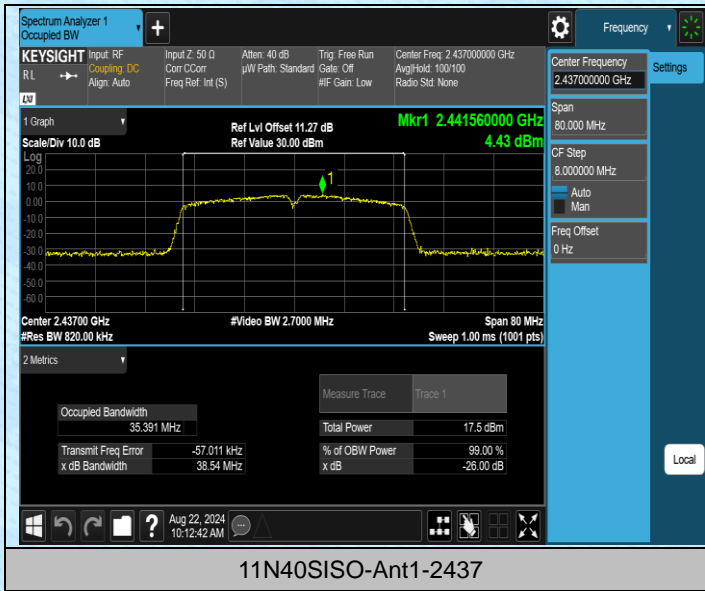 Spectrum Analyzer 1
Occupied BW
Frequency
KEYSIGHT Input: RF Input Z: 50 Ω Atten: 40 dB Trig: Free Run Center Freq: 2.437000000 GHz
RL Coupling: DC Corr CCorr µW Path: Standard Gate: Off Avg|Hold: 100/100
Align: Auto Freq Ref: Int (S) #IF Gain: Low Radio Std: None
LXI
Center Frequency
2.437000000 GHz
Settings
Span
80.000 MHz
CF Step
8.000000 MHz
Auto
Man
Freq Offset
0 Hz
1 Graph
Ref Lvl Offset 11.27 dB
Mkr1 2.441560000 GHz
Scale/Div 10.0 dB
Ref Value 30.00 dBm
4.43 dBm
Log
20.0
10.0
0.00
-10.0
-20.0
-30.0
-40.0
-50.0
-60.0
1
Center 2.43700 GHz #Video BW 2.7000 MHz Span 80 MHz
#Res BW 820.00 kHz Sweep 1.00 ms (1001 pts)
2 Metrics
Measure Trace Trace 1
Occupied Bandwidth
35.391 MHz
Total Power 17.5 dBm
Transmit Freq Error -57.011 kHz % of OBW Power 99.00 %
x dB Bandwidth 38.54 MHz x dB -26.00 dB
Local
Aug 22, 2024
10:12:42 AM
11N40SISO-Ant1-2437